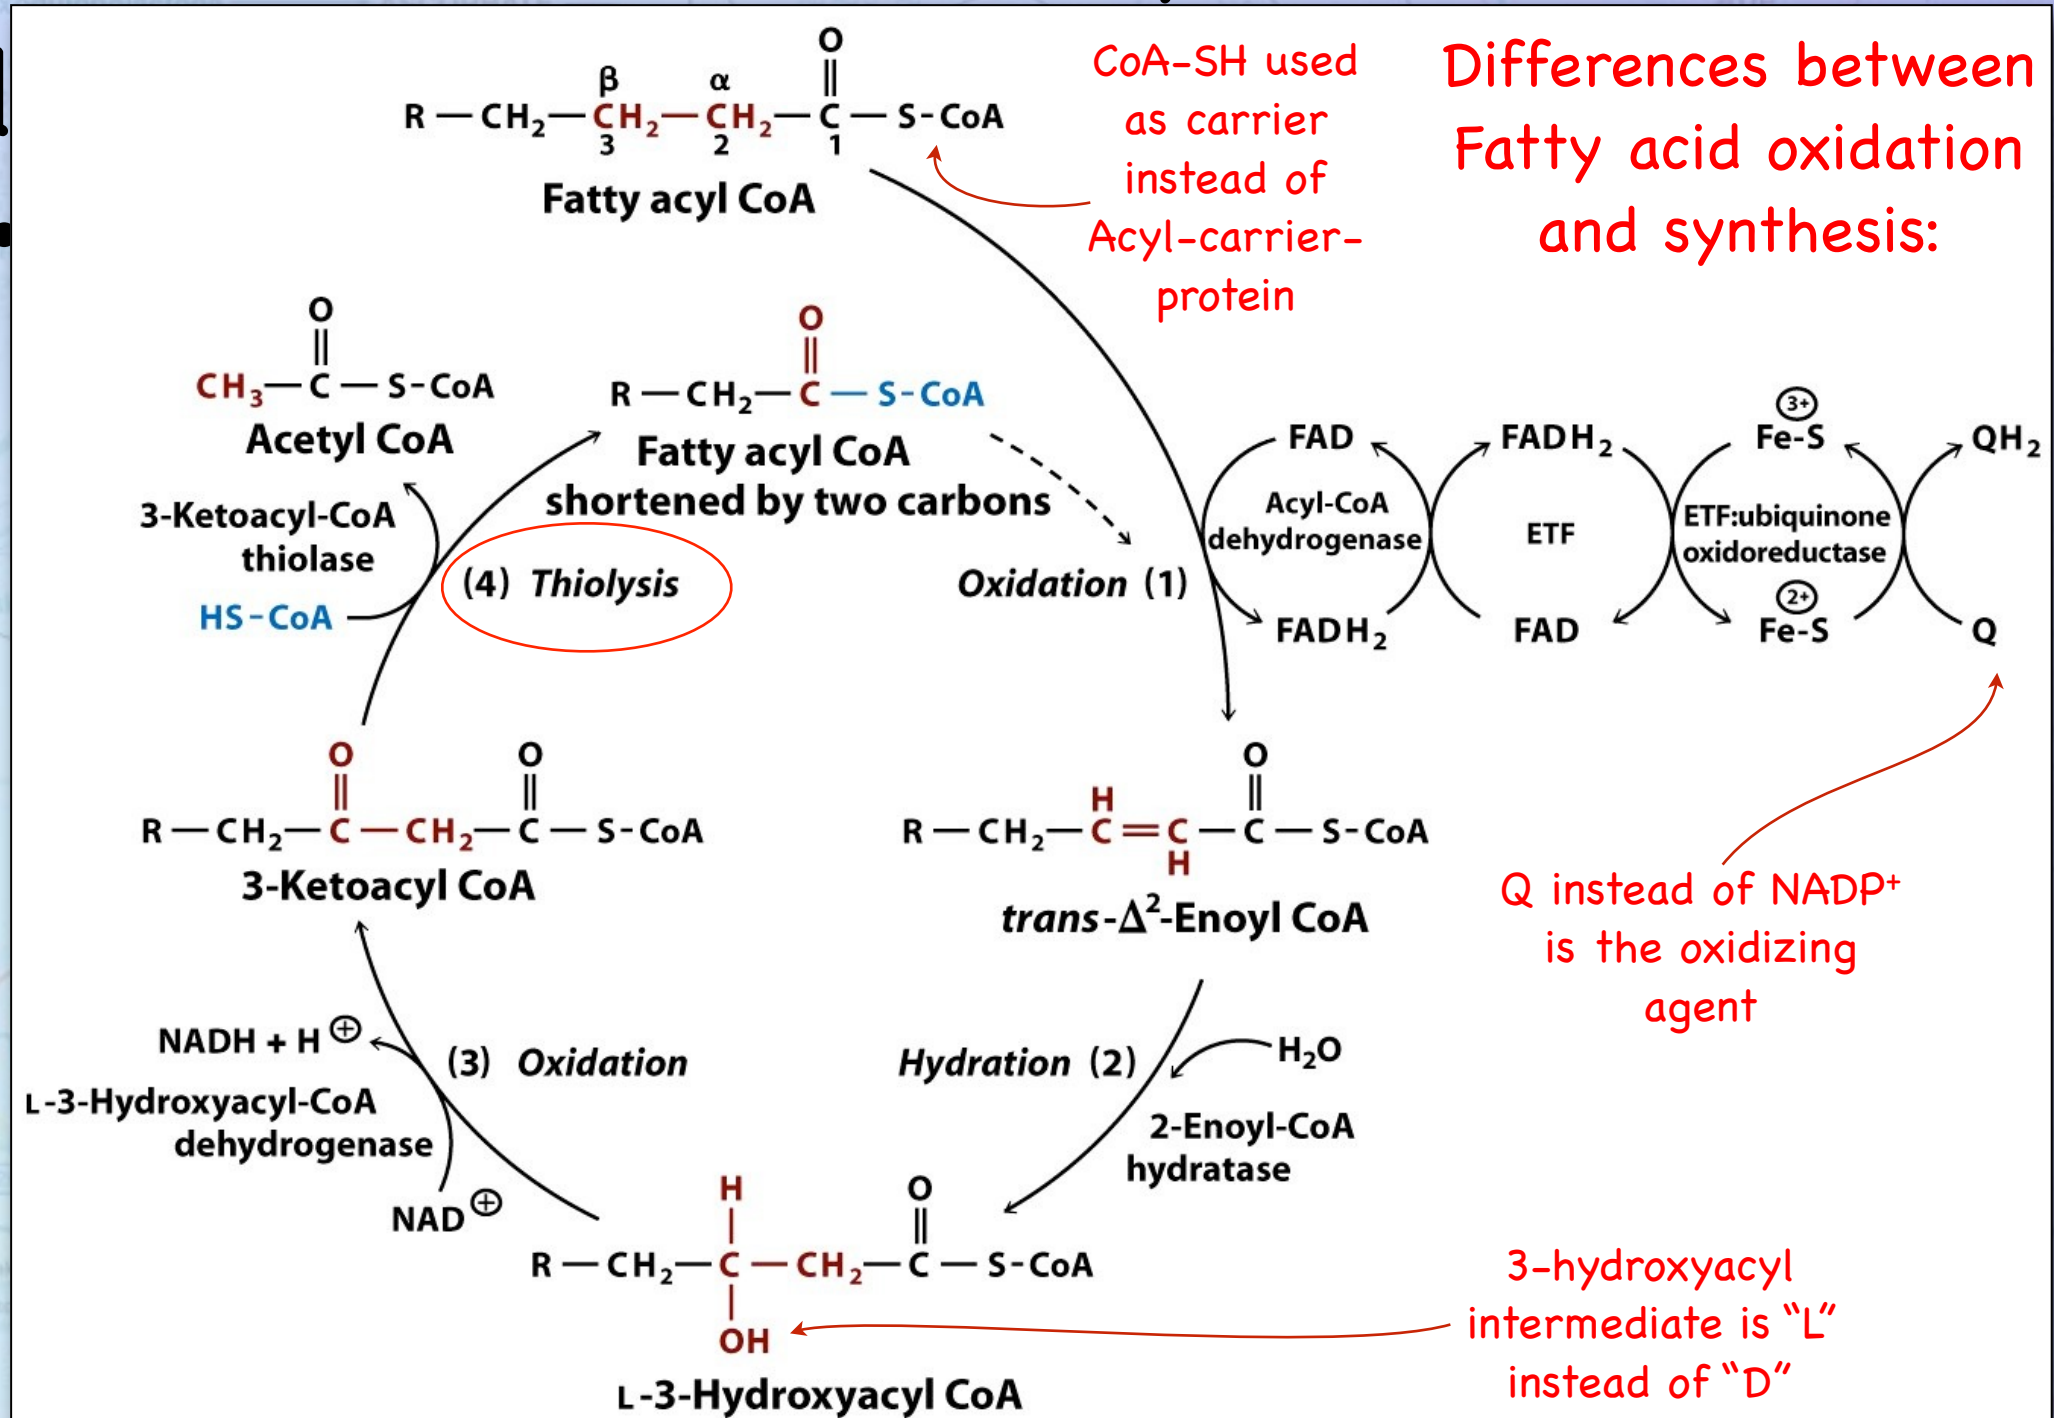 Differences between
Fatty acid oxidation
and synthesis:
CoA-SH used
as carrier
instead of
Acyl-carrier-
protein
O
||
β α
R — CH₂ — CH₂ — CH₂ — C — S-CoA
3 2 1
Fatty acyl CoA
O
||
CH₃ — C — S-CoA
Acetyl CoA
O
||
R — CH₂ — C — S-CoA
Fatty acyl CoA
shortened by two carbons
3-Ketoacyl-CoA
thiolase
HS-CoA
(4) Thiolysis
Oxidation (1)
FAD
Acyl-CoA
dehydrogenase
FADH₂
FADH₂
ETF
FAD
3+
Fe-S
ETF:ubiquinone
oxidoreductase
2+
Fe-S
QH₂
Q
O O
|| ||
R — CH₂ — C — CH₂ — C — S-CoA
3-Ketoacyl CoA
H O
||
R — CH₂ — C = C — C — S-CoA
H
trans-Δ²-Enoyl CoA
Q instead of NADP⁺
is the oxidizing
agent
NADH + H⊕
(3) Oxidation
L-3-Hydroxyacyl-CoA
dehydrogenase
NAD⊕
Hydration (2)
H₂O
2-Enoyl-CoA
hydratase
H O
| ||
R — CH₂ — C — CH₂ — C — S-CoA
|
OH
L-3-Hydroxyacyl CoA
3-hydroxyacyl
intermediate is “L”
instead of “D”